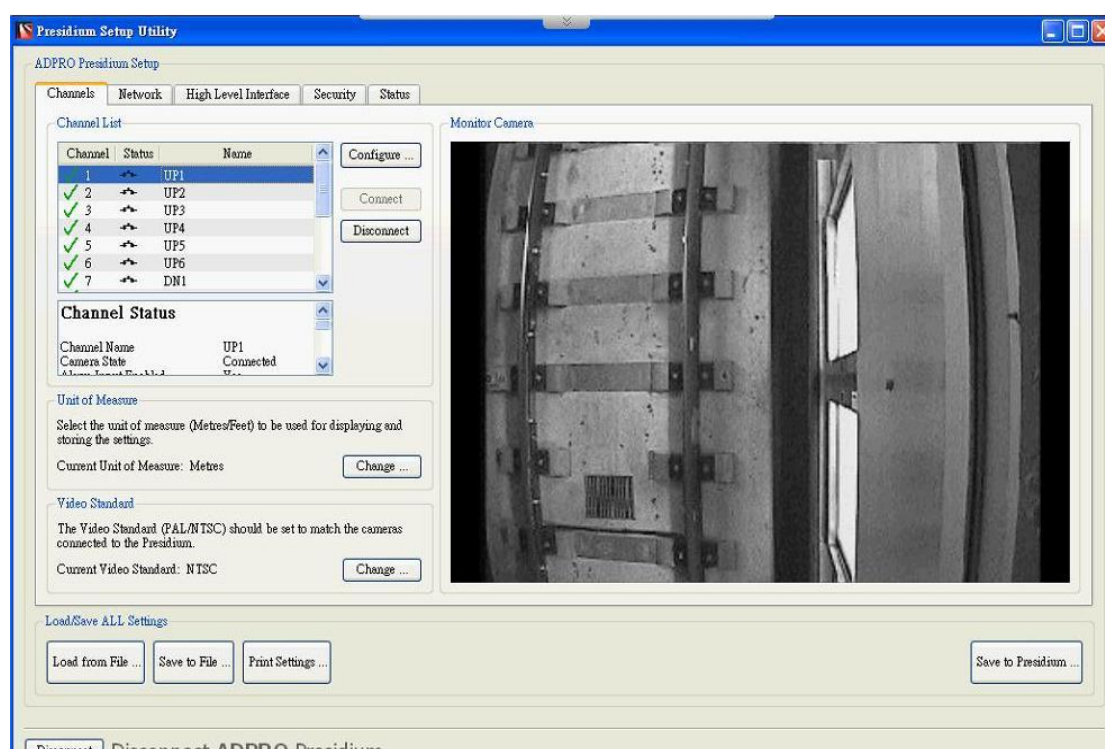 Presidium Setup Utility
ADPRO Presidium Setup
Channels Network High Level Interface Security Status
Channel List
Channel Status Name
1 UP1
2 UP2
3 UP3
4 UP4
5 UP5
6 UP6
7 DN1
Configure ...
Connect
Disconnect
Channel Status
Channel Name UP1
Camera State Connected
Unit of Measure
Select the unit of measure (Metres/Feet) to be used for displaying and
storing the settings.
Current Unit of Measure: Metres
Change ...
Video Standard
The Video Standard (PAL/NTSC) should be set to match the cameras
connected to the Presidium.
Current Video Standard: NTSC
Change ...
Monitor Camera
Load/Save ALL Settings
Load from File ... Save to File ... Print Settings ... Save to Presidium ...
Disconnect Disconnect ADPRO Presidium